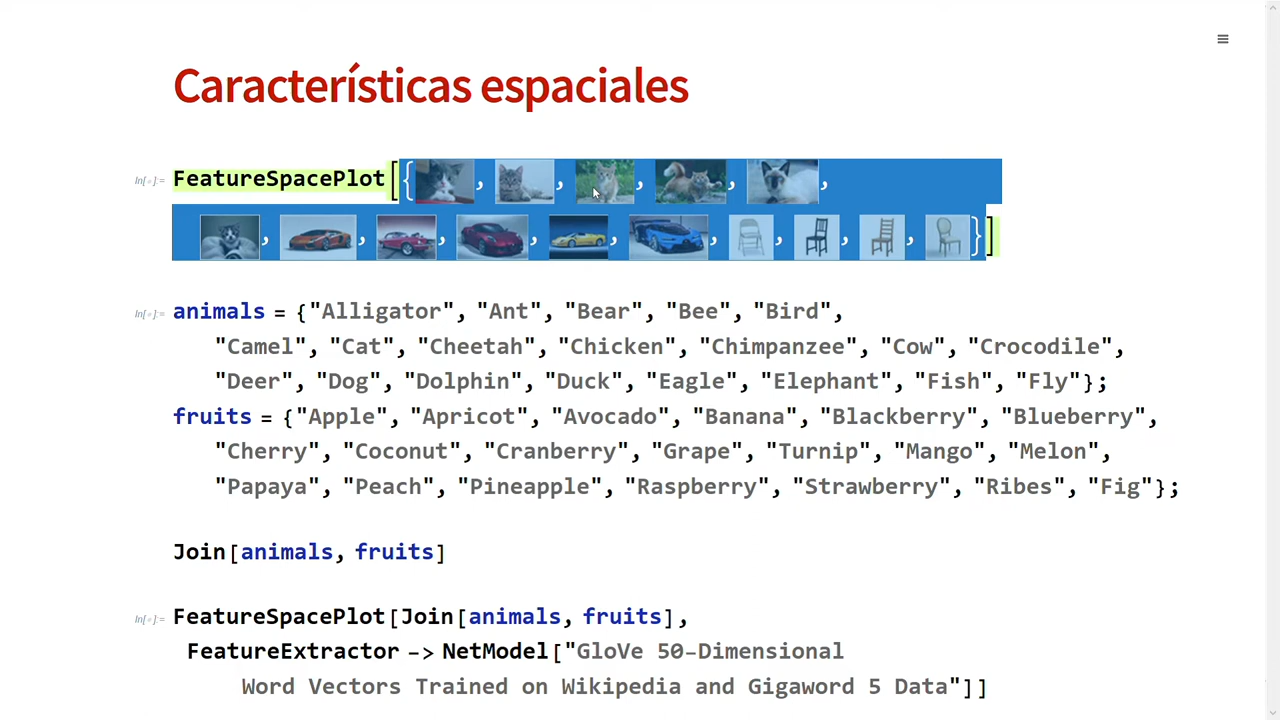 Características espaciales
In[∘]:= FeatureSpacePlot[{ , , , , ,
, , , , , , , , , }]
In[∘]:= animals = {"Alligator", "Ant", "Bear", "Bee", "Bird",
"Camel", "Cat", "Cheetah", "Chicken", "Chimpanzee", "Cow", "Crocodile",
"Deer", "Dog", "Dolphin", "Duck", "Eagle", "Elephant", "Fish", "Fly"};
fruits = {"Apple", "Apricot", "Avocado", "Banana", "Blackberry", "Blueberry",
"Cherry", "Coconut", "Cranberry", "Grape", "Turnip", "Mango", "Melon",
"Papaya", "Peach", "Pineapple", "Raspberry", "Strawberry", "Ribes", "Fig"};
Join[animals, fruits]
In[∘]:= FeatureSpacePlot[Join[animals, fruits],
FeatureExtractor -> NetModel["GloVe 50-Dimensional
Word Vectors Trained on Wikipedia and Gigaword 5 Data"]]